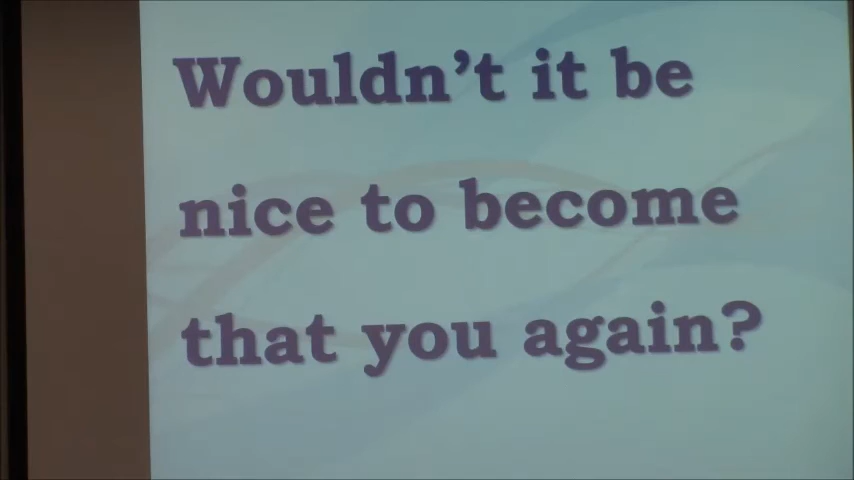 Wouldn’t it be
nice to become
that you again?